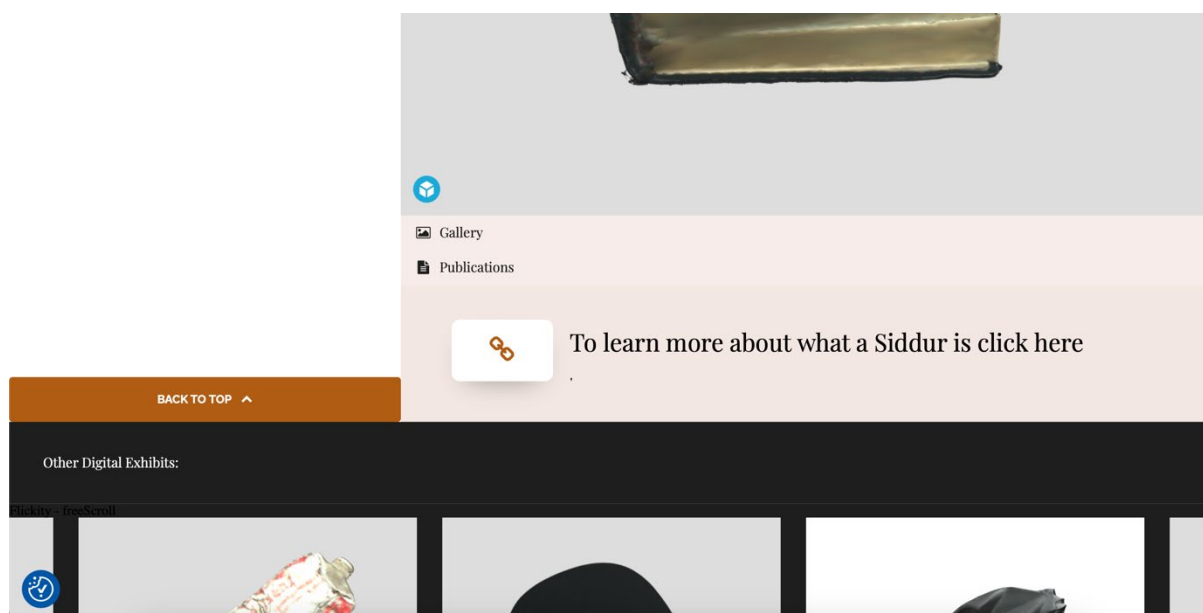 Gallery
Publications
To learn more about what a Siddur is click here
,
BACK TO TOP
Other Digital Exhibits:
Flickity - freeScroll